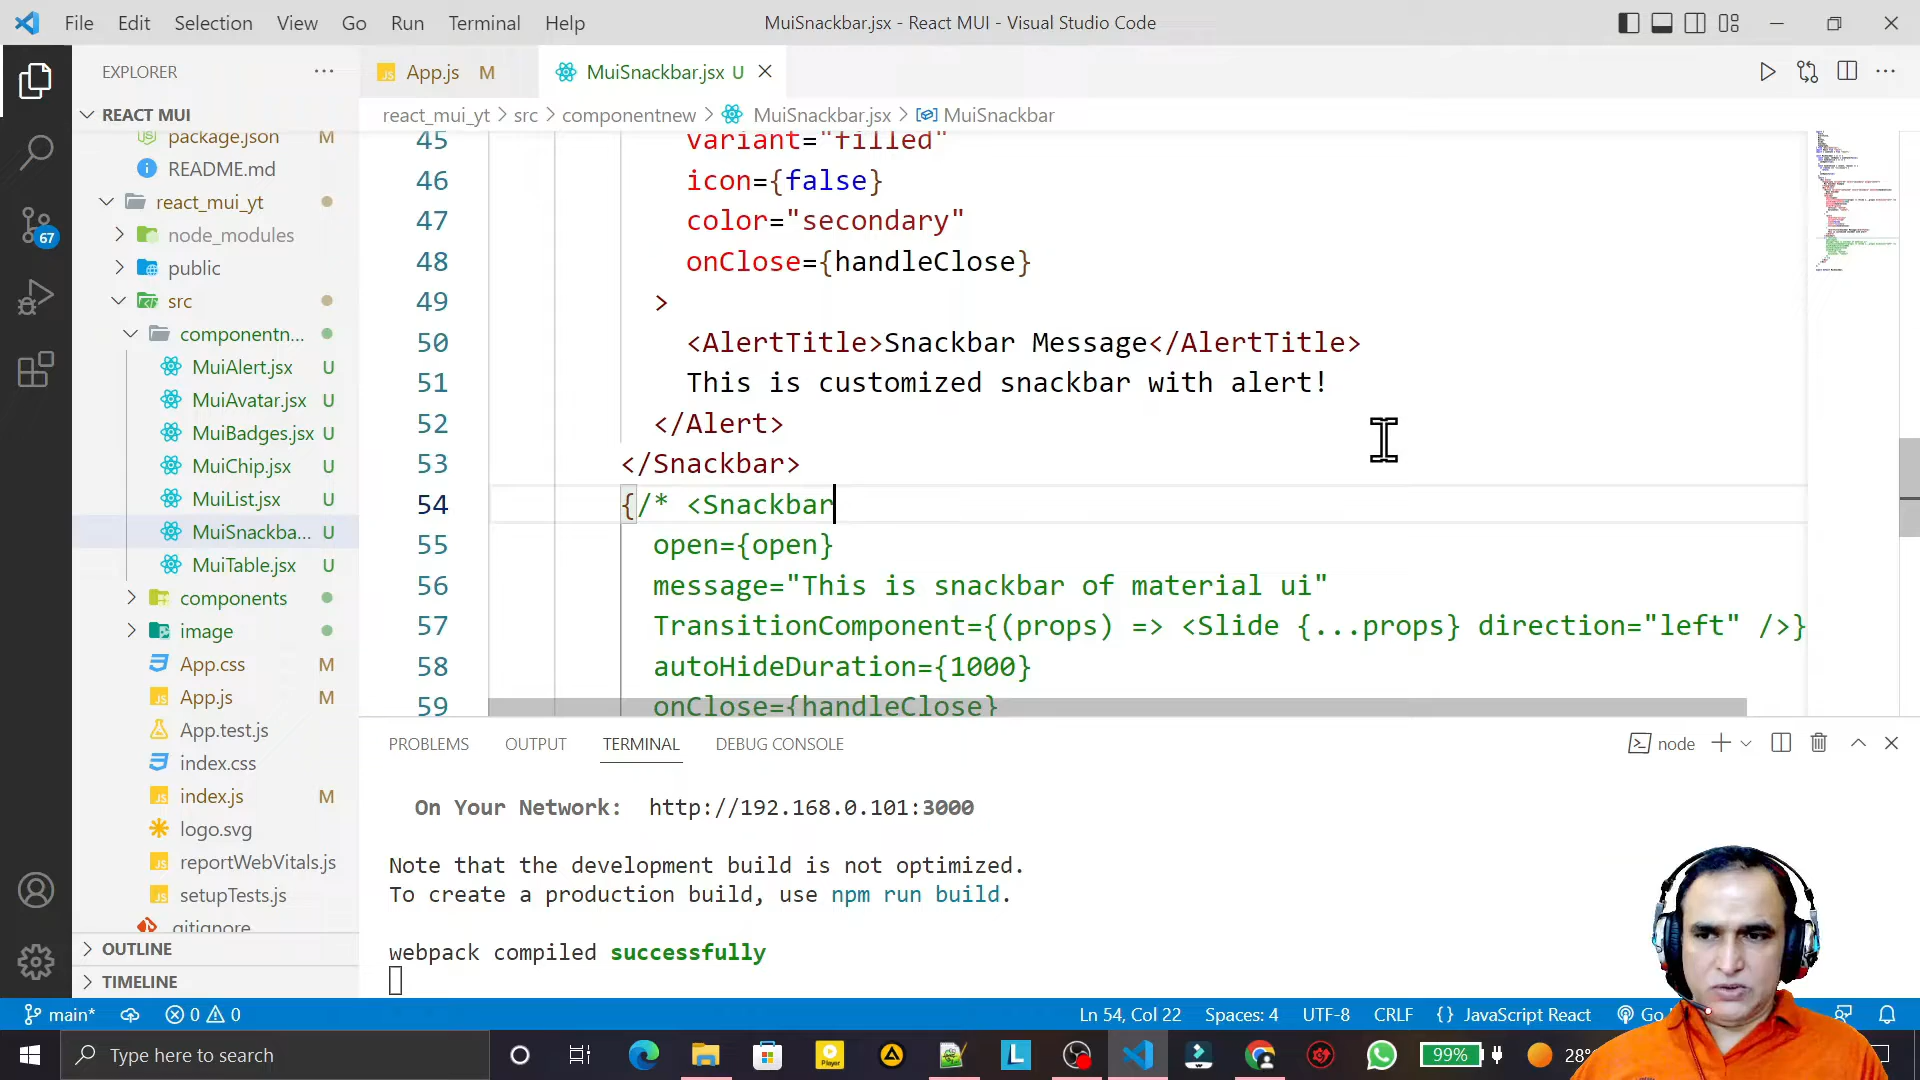 File Edit Selection View Go Run Terminal Help
MuiSnackbar.jsx - React MUI - Visual Studio Code
EXPLORER
REACT MUI
package.json M
README.md
react_mui_yt
node_modules
public
src
componentn...
MuiAlert.jsx U
MuiAvatar.jsx U
MuiBadges.jsx U
MuiChip.jsx U
MuiList.jsx U
MuiSnackba... U
MuiTable.jsx U
components
image
App.css M
App.js M
App.test.js
index.css
index.js M
logo.svg
reportWebVitals.js
setupTests.js
.gitignore
OUTLINE
TIMELINE
67
App.js M
MuiSnackbar.jsx U
react_mui_yt > src > componentnew > MuiSnackbar.jsx > MuiSnackbar
45 variant="filled"
46 icon={false}
47 color="secondary"
48 onClose={handleClose}
49 >
50 <AlertTitle>Snackbar Message</AlertTitle>
51 This is customized snackbar with alert!
52 </Alert>
53 </Snackbar>
54 {/* <Snackbar
55 open={open}
56 message="This is snackbar of material ui"
57 TransitionComponent={(props) => <Slide {...props} direction="left" />}
58 autoHideDuration={1000}
59 onClose={handleClose}
PROBLEMS OUTPUT TERMINAL DEBUG CONSOLE
node
On Your Network: http://192.168.0.101:3000
Note that the development build is not optimized.
To create a production build, use npm run build.
webpack compiled successfully
main* 0 0
Ln 54, Col 22 Spaces: 4 UTF-8 CRLF {} JavaScript React Go
Type here to search
Player
L
99%
28°